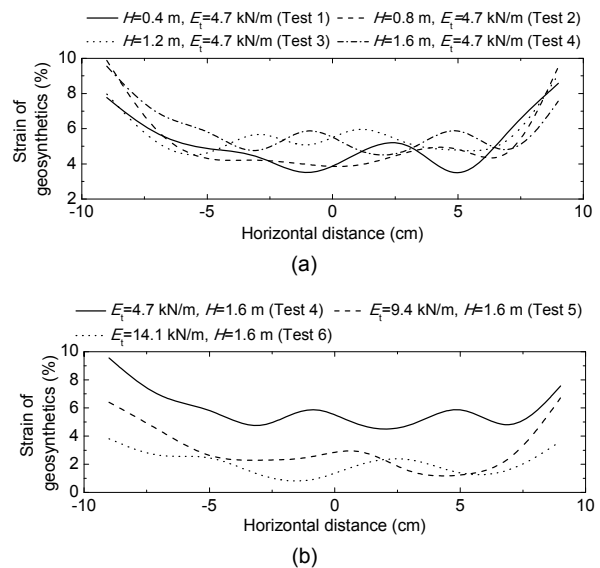 H=0.4 m, Et=4.7 kN/m (Test 1) H=0.8 m, Et=4.7 kN/m (Test 2)
H=1.2 m, Et=4.7 kN/m (Test 3) H=1.6 m, Et=4.7 kN/m (Test 4)
10
8
6
4
2
Strain of
geosynthetics (%)
-10 -5 0 5 10
Horizontal distance (cm)
(a)
Et=4.7 kN/m, H=1.6 m (Test 4) Et=9.4 kN/m, H=1.6 m (Test 5)
Et=14.1 kN/m, H=1.6 m (Test 6)
10
8
6
4
2
0
Strain of
geosynthetics (%)
-10 -5 0 5 10
Horizontal distance (cm)
(b)